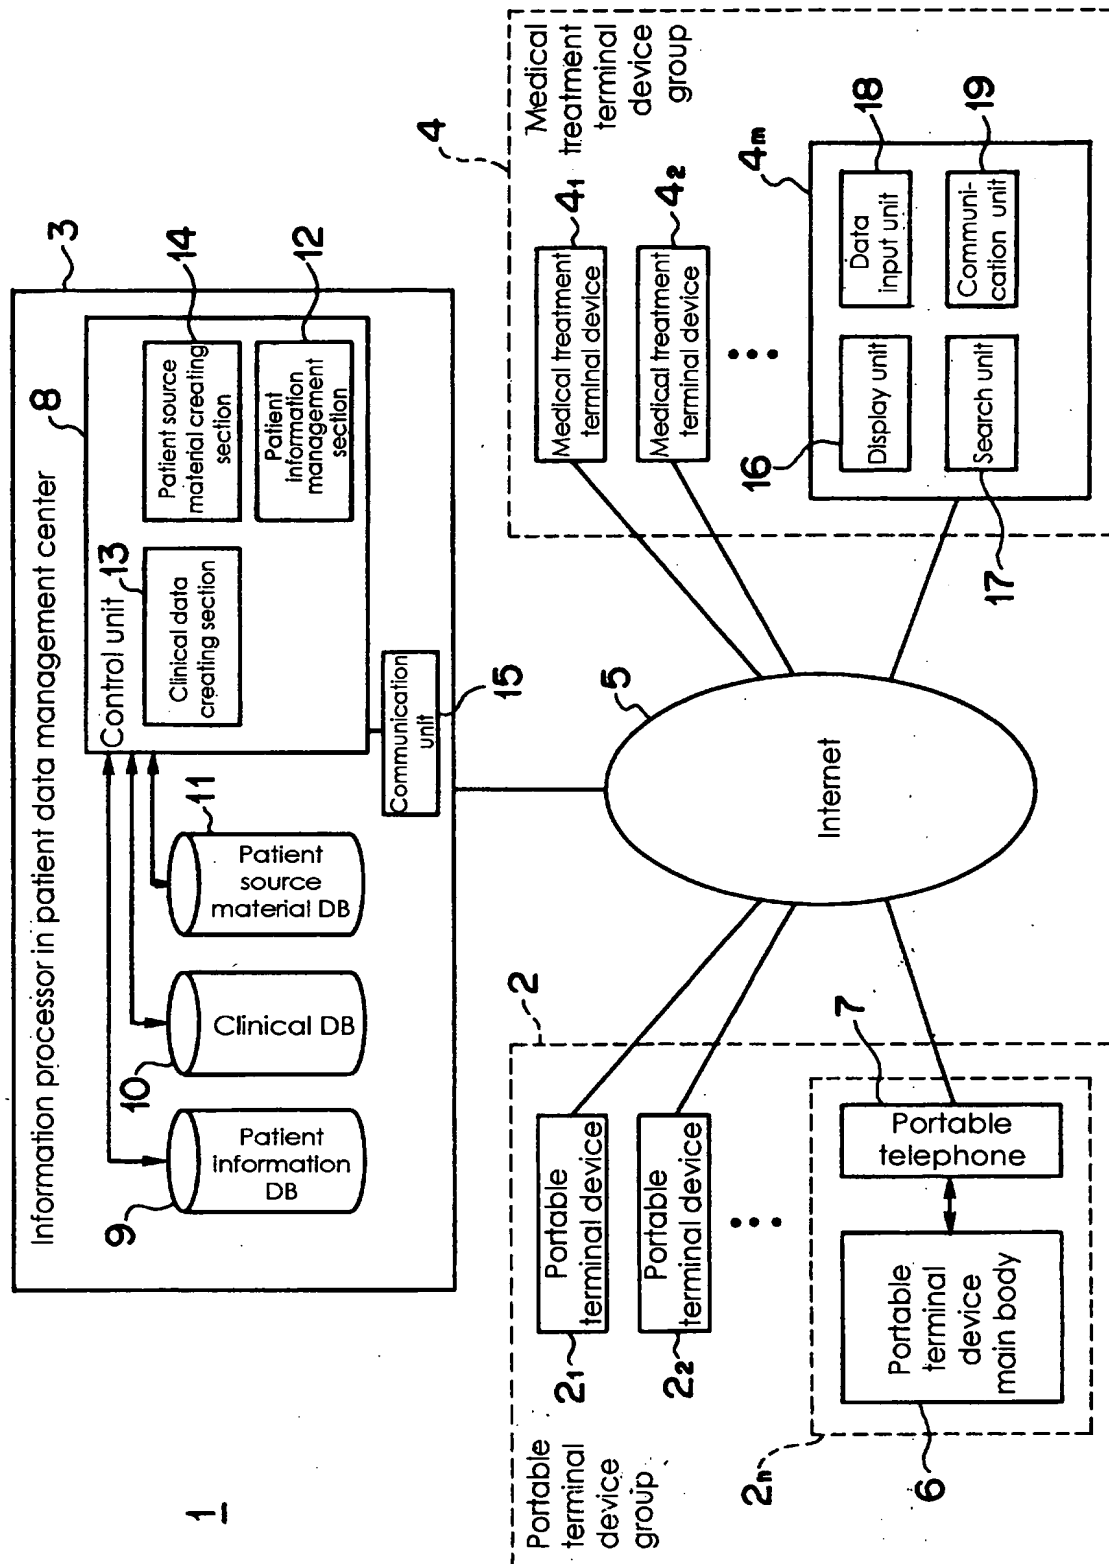 1
Information processor in patient data management center
3
8
Control unit
13
Clinical data
creating section
14
Patient source
material creating
section
12
Patient
information
management
section
9
Patient
information
DB
10
Clinical DB
11
Patient
source
material DB
Communication
unit
15
5
Internet
2
Portable
terminal
device
group
21
Portable
terminal device
22
Portable
terminal device
2n
6
Portable
terminal
device
main body
7
Portable
telephone
4
Medical
treatment
terminal
device
group
Medical treatment
terminal device
41
Medical treatment
terminal device
42
4m
16
Display unit
18
Data
input unit
17
Search unit
19
Communi-
cation unit